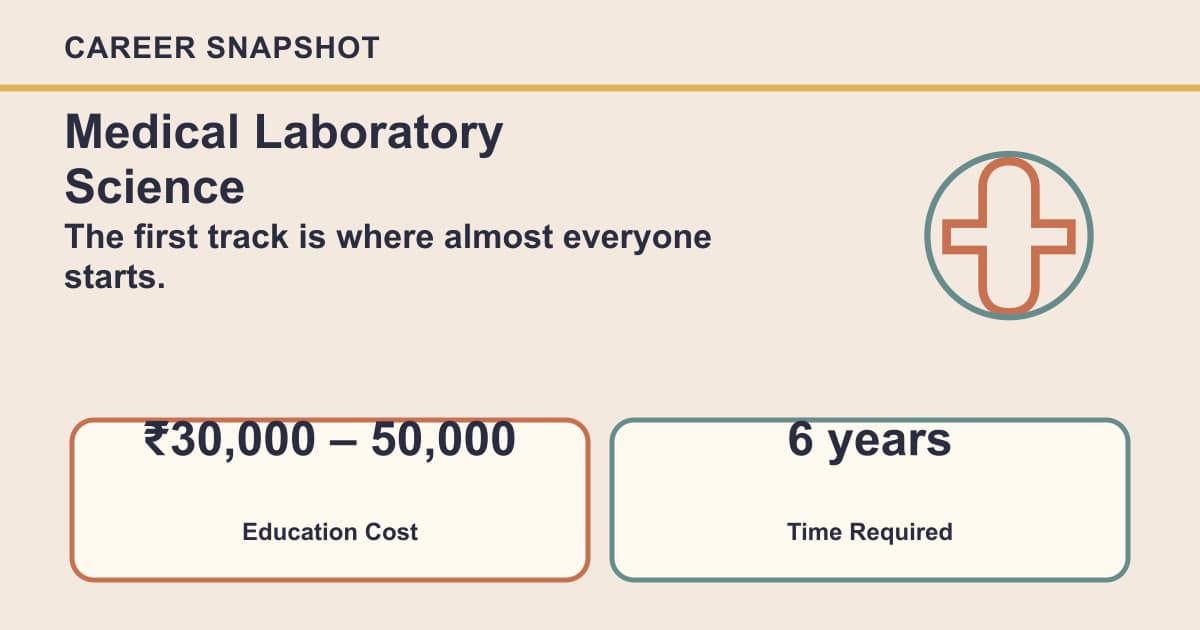 CAREER SNAPSHOT
Medical Laboratory
Science
The first track is where almost everyone
starts.
₹30,000 – 50,000
6 years
Education Cost
Time Required